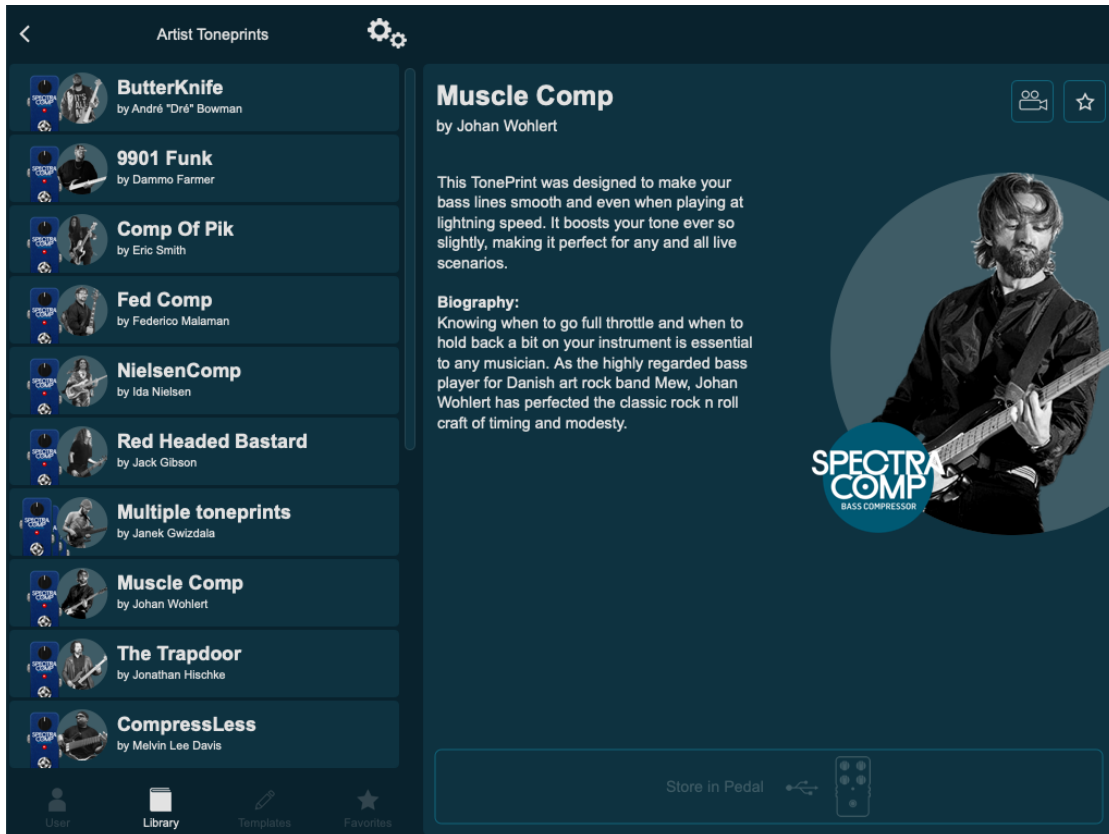 Artist Toneprints
ButterKnife
by André "Dré" Bowman
9901 Funk
by Dammo Farmer
Comp Of Pik
by Eric Smith
Fed Comp
by Federico Malaman
NielsenComp
by Ida Nielsen
Red Headed Bastard
by Jack Gibson
Multiple toneprints
by Janek Gwizdala
Muscle Comp
by Johan Wohlert
The Trapdoor
by Jonathan Hischke
CompressLess
by Melvin Lee Davis
User
Library
Templates
Favorites
Muscle Comp
by Johan Wohlert
This TonePrint was designed to make your
bass lines smooth and even when playing at
lightning speed. It boosts your tone ever so
slightly, making it perfect for any and all live
scenarios.
Biography:
Knowing when to go full throttle and when to
hold back a bit on your instrument is essential
to any musician. As the highly regarded bass
player for Danish art rock band Mew, Johan
Wohlert has perfected the classic rock n roll
craft of timing and modesty.
SPECTRA
COMP
BASS COMPRESSOR
Store in Pedal